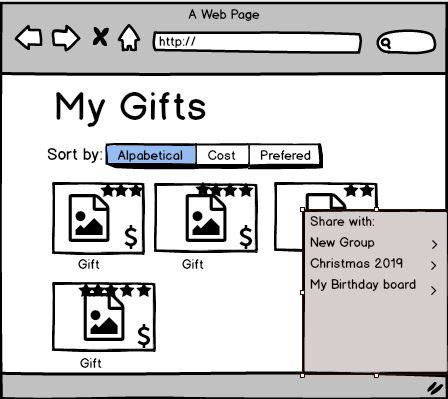 A Web Page
http://
My Gifts
Sort by: Alpabetical Cost Prefered
$ $
Share with:
New Group
Christmas 2019
My Birthday board
Gift Gift
$
Gift